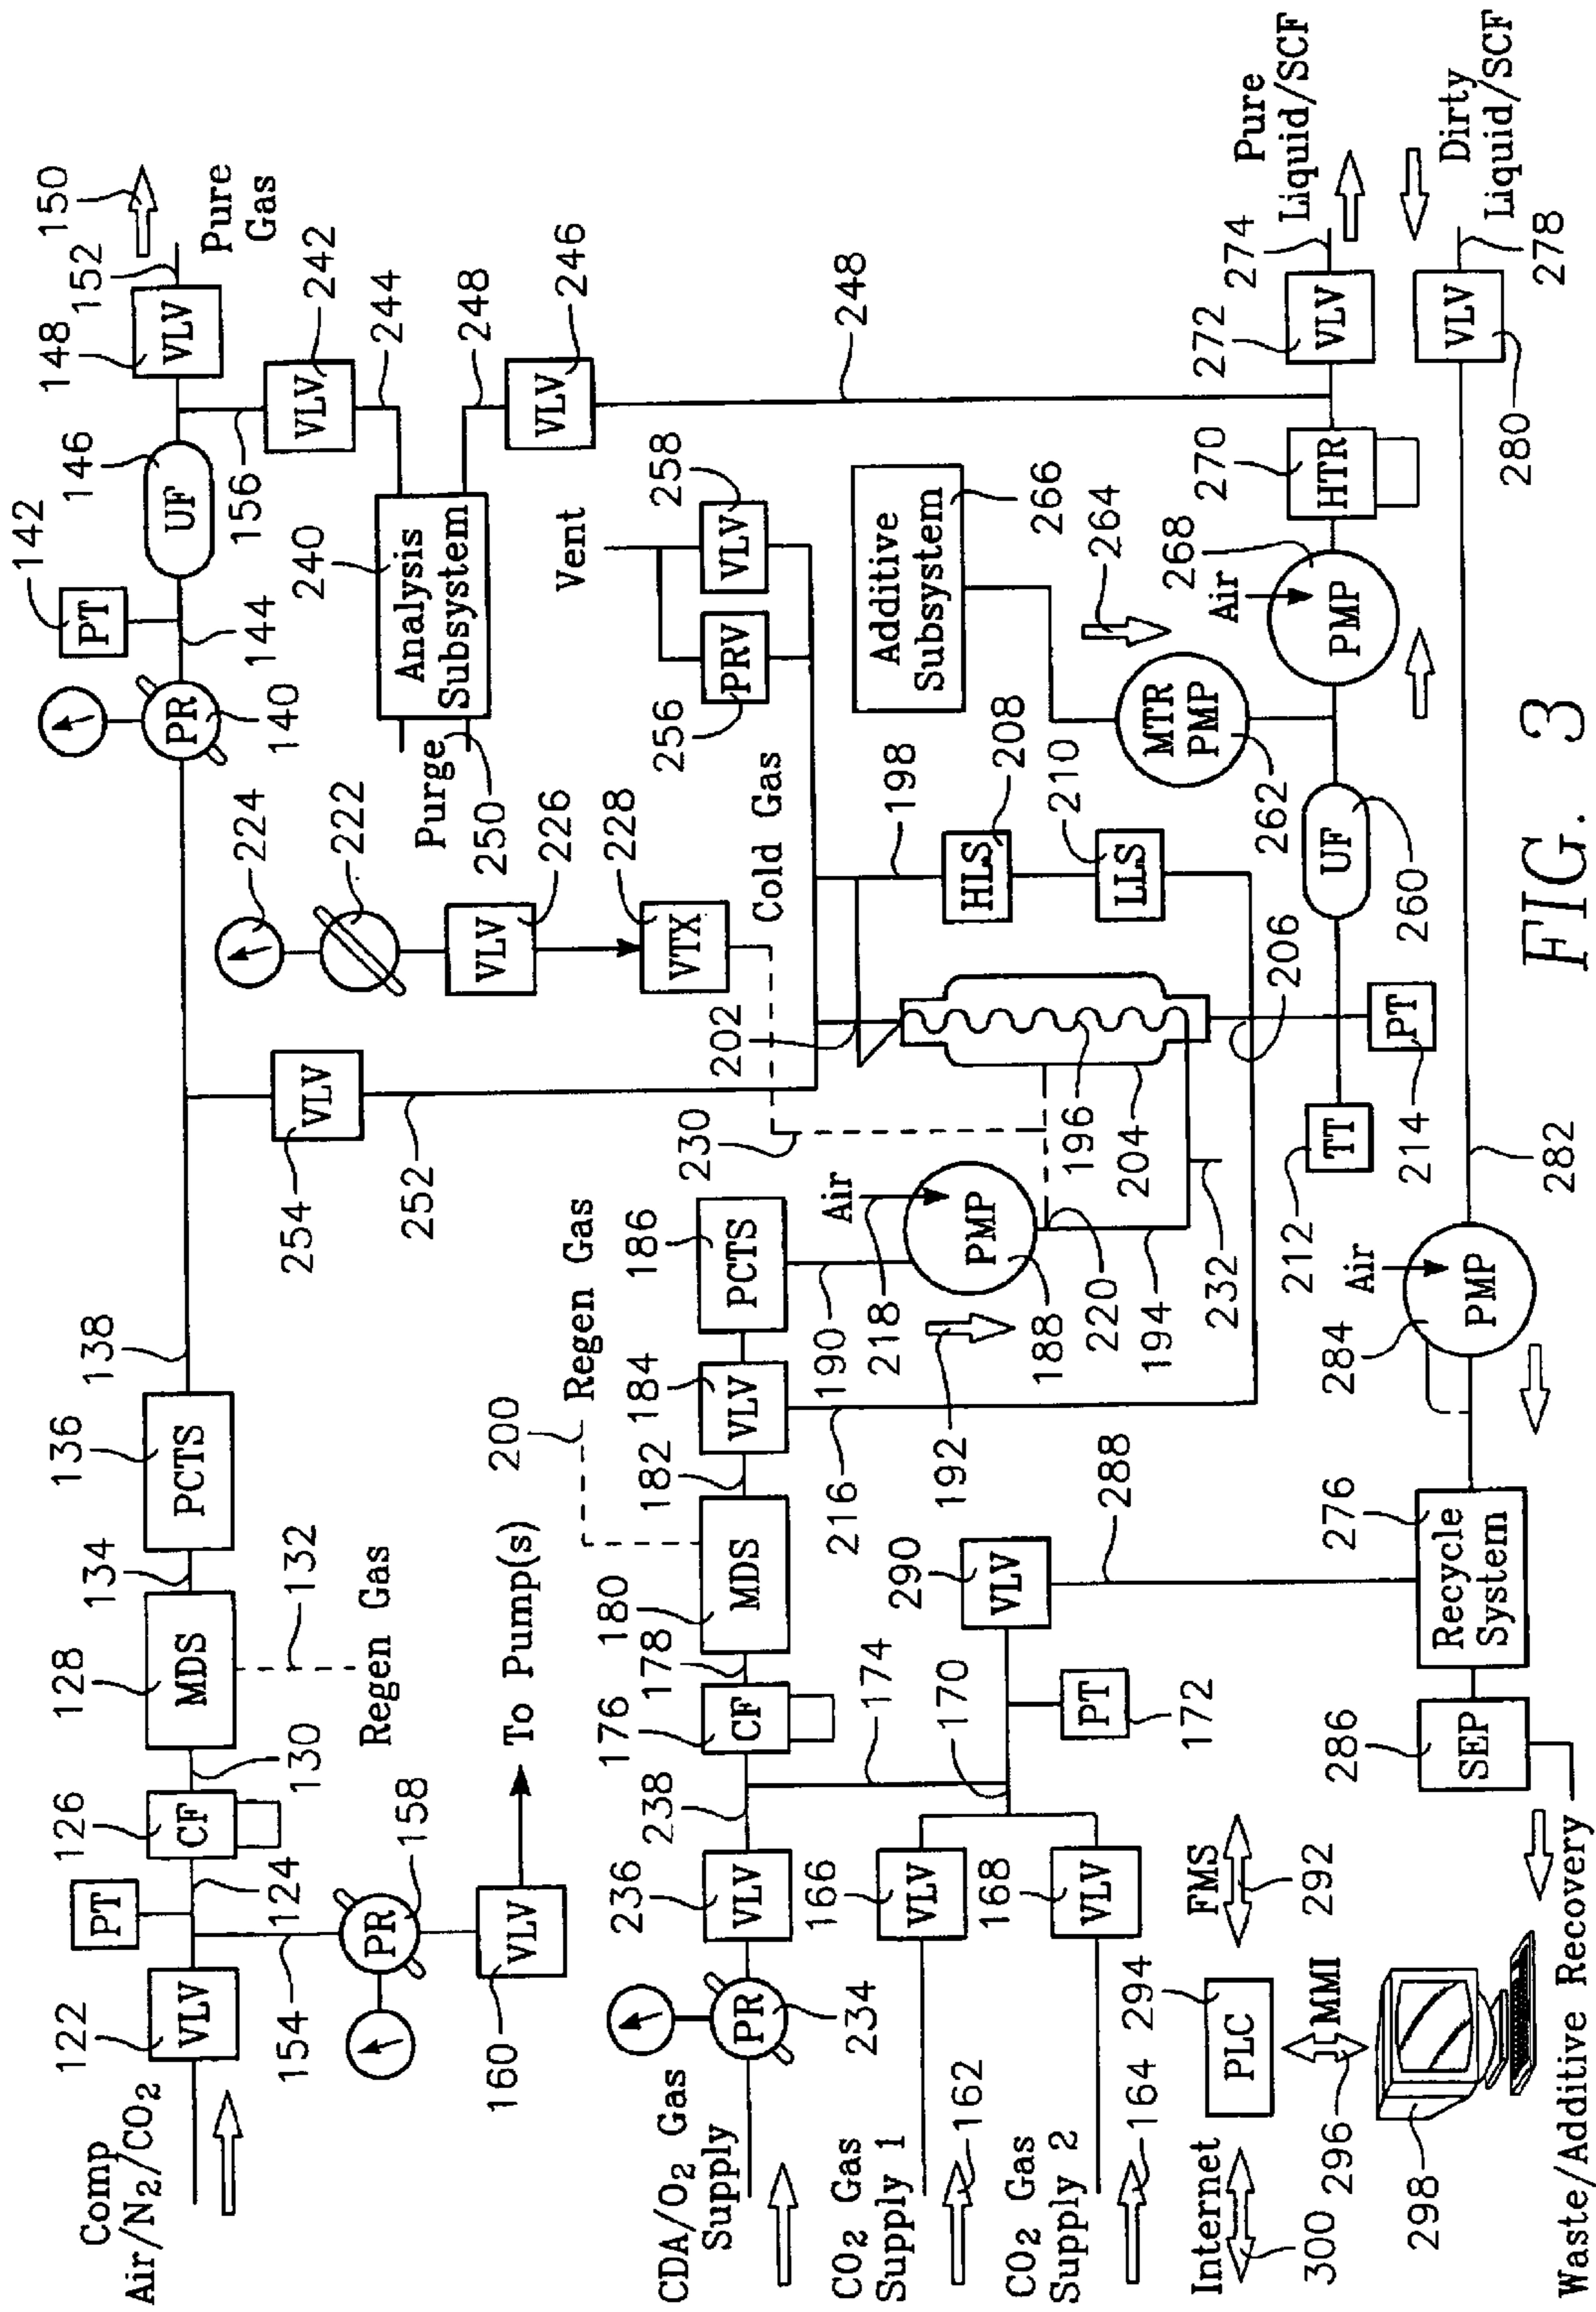 150
148
152
VLV
Pure
Gas
142
146
PT
UF
144
156
PR
140
242
VLV
244
240
Analysis
Subsystem
248
246
VLV
248
Purge
250
224
222
VLV
226
VTX
228
Cold Gas
Vent
258
VLV
PRV
256
Additive
Subsystem
266
264
198
HLS
208
210
LLS
MTR
PMP
262
268
Air
PMP
270
HTR
272
VLV
274
Pure
Liquid/SCF
Dirty
Liquid/SCF
VLV
278
280
UF
260
206
PT
214
TT
212
202
196
204
230
232
138
136
PCTS
134
132
Regen Gas
128
MDS
130
126
CF
PT
124
122
VLV
Comp
Air/N2/CO2
154
PR
158
VLV
160
To Pump(s)
254
VLV
252
Regen Gas
200
186
PCTS
184
VLV
182
180
MDS
178
176
CF
238
236
VLV
PR
234
CDA/O2 Gas
Supply
190
Air
218
PMP
192
188
220
194
216
290
VLV
288
174
170
PT
172
166
VLV
168
VLV
CO2 Gas
Supply 1
162
CO2 Gas
Supply 2
164
282
Air
284
PMP
276
Recycle
System
286
SEP
Waste/Additive Recovery
FMS
292
294
PLC
MMI
296
298
Internet
300
FIG. 3